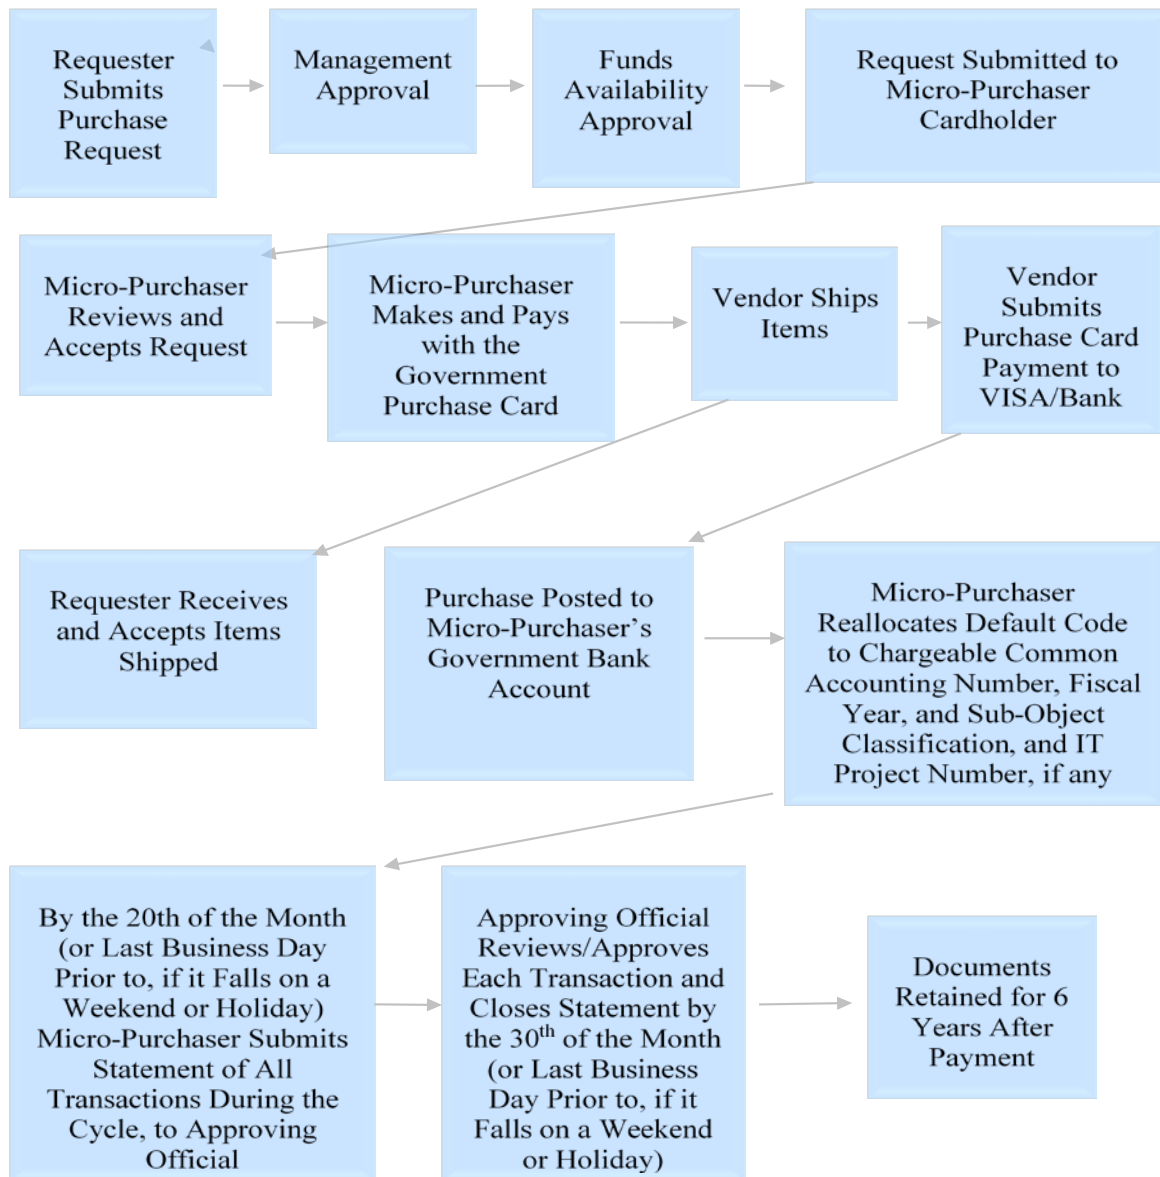 Requester
Submits
Purchase
Request
Management
Approval
Funds
Availability
Approval
Request Submitted to
Micro-Purchaser
Cardholder
Micro-Purchaser
Reviews and
Accepts Request
Micro-Purchaser
Makes and Pays
with the
Government
Purchase Card
Vendor Ships
Items
Vendor
Submits
Purchase Card
Payment to
VISA/Bank
Requester Receives
and Accepts Items
Shipped
Purchase Posted to
Micro-Purchaser’s
Government Bank
Account
Micro-Purchaser
Reallocates Default Code
to Chargeable Common
Accounting Number, Fiscal
Year, and Sub-Object
Classification, and IT
Project Number, if any
By the 20th of the Month
(or Last Business Day
Prior to, if it Falls on a
Weekend or Holiday)
Micro-Purchaser Submits
Statement of All
Transactions During the
Cycle, to Approving
Official
Approving Official
Reviews/Approves
Each Transaction and
Closes Statement by
the 30th of the Month
(or Last Business
Day Prior to, if it
Falls on a Weekend
or Holiday)
Documents
Retained for 6
Years After
Payment